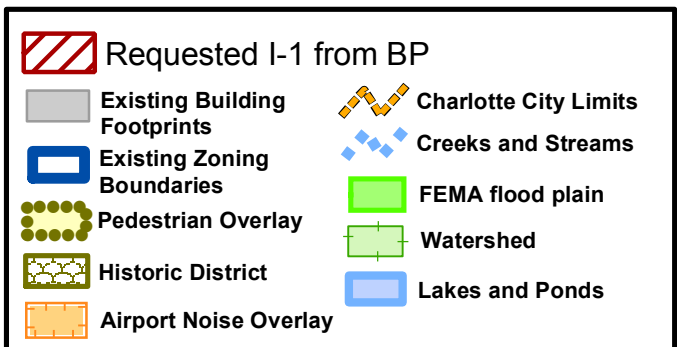 Requested I-1 from BP
Existing Building
Footprints
Existing Zoning
Boundaries
Pedestrian Overlay
Historic District
Airport Noise Overlay
Charlotte City Limits
Creeks and Streams
FEMA flood plain
Watershed
Lakes and Ponds